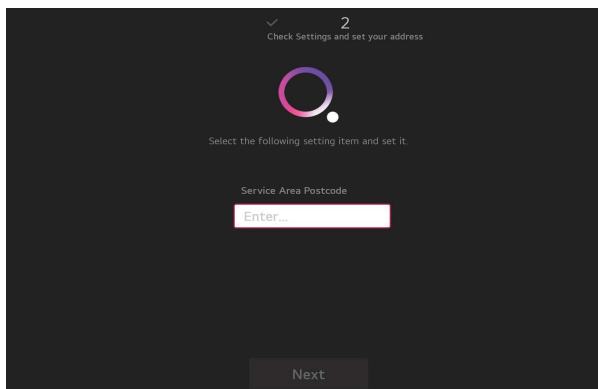 2
Check Settings and set your address
Select the following setting item and set it.
Service Area Postcode
Enter...
Next